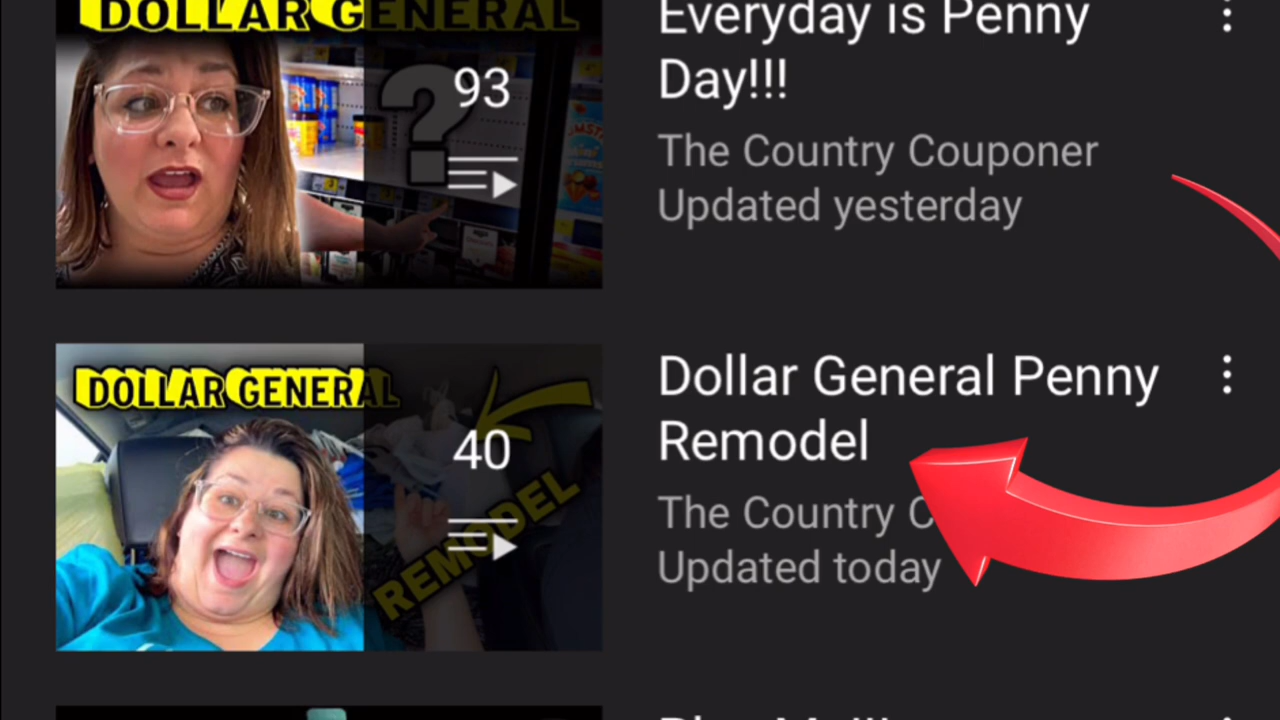 DOLLAR GENERAL
Everyday is Penny
Day!!!
?
93
The Country Couponer
Updated yesterday
DOLLAR GENERAL
40
REMODEL
Dollar General Penny
Remodel
The Country C
Updated today